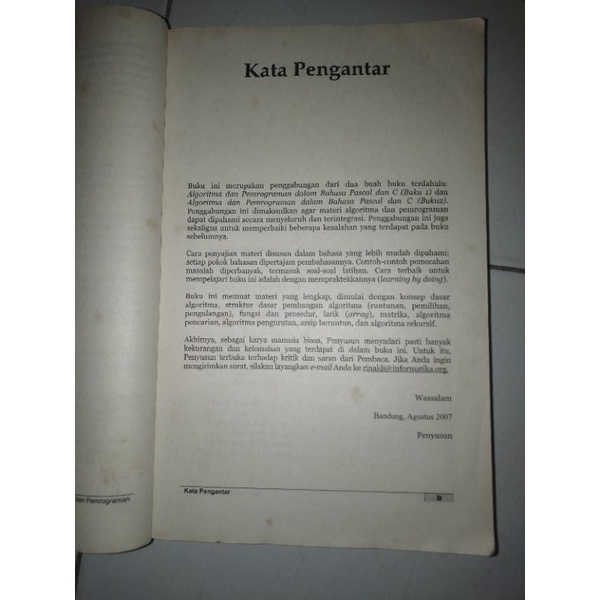 Kata Pengantar
Buku ini merupakan penggabungan dari dua buah buku terdahulu:
Algoritma dan Pemrograman dalam Bahasa Pascal dan C (Buku 1) dan
Algoritma dan Pemrograman dalam Bahasa Pascal dan C (Buku2).
Penggabungan ini dimaksudkan agar materi algoritma dan pemrograman
dapat dipahami secara menyeluruh dan terintegrasi. Penggabungan ini juga
sekaligus untuk memperbaiki beberapa kesalahan yang terdapat pada buku
sebelumnya.
Cara penyajian materi disusun dalam bahasa yang lebih mudah dipahami;
setiap pokok bahasan dipertajam pembahasannya. Contoh-contoh pemecahan
masalah diperbanyak, termasuk soal-soal latihan. Cara terbaik untuk
mempelajari buku ini adalah dengan mempraktekkannya (learning by doing).
Buku ini memuat materi yang lengkap, dimulai dengan konsep dasar
algoritma, struktur dasar pembangun algoritma (runtunan, pemilihan,
pengulangan), fungsi dan prosedur, larik (array), matriks, algoritma
pencarian, algoritma pengurutan, arsip beruntun, dan algoritma rekursif.
Akhirnya, sebagai karya manusia biasa, Penyusun menyadari pasti banyak
kekurangan dan kelemahan yang terdapat di dalam buku ini. Untuk itu,
Penyusun terbuka terhadap kritik dan saran dari Pembaca. Jika Anda ingin
mengirimkan surat, silakan layangkan e-mail Anda ke rinaldi@informatika.org.
Wassalam
Bandung, Agustus 2007
Penyusun
Kata Pengantar
dan Pemrograman